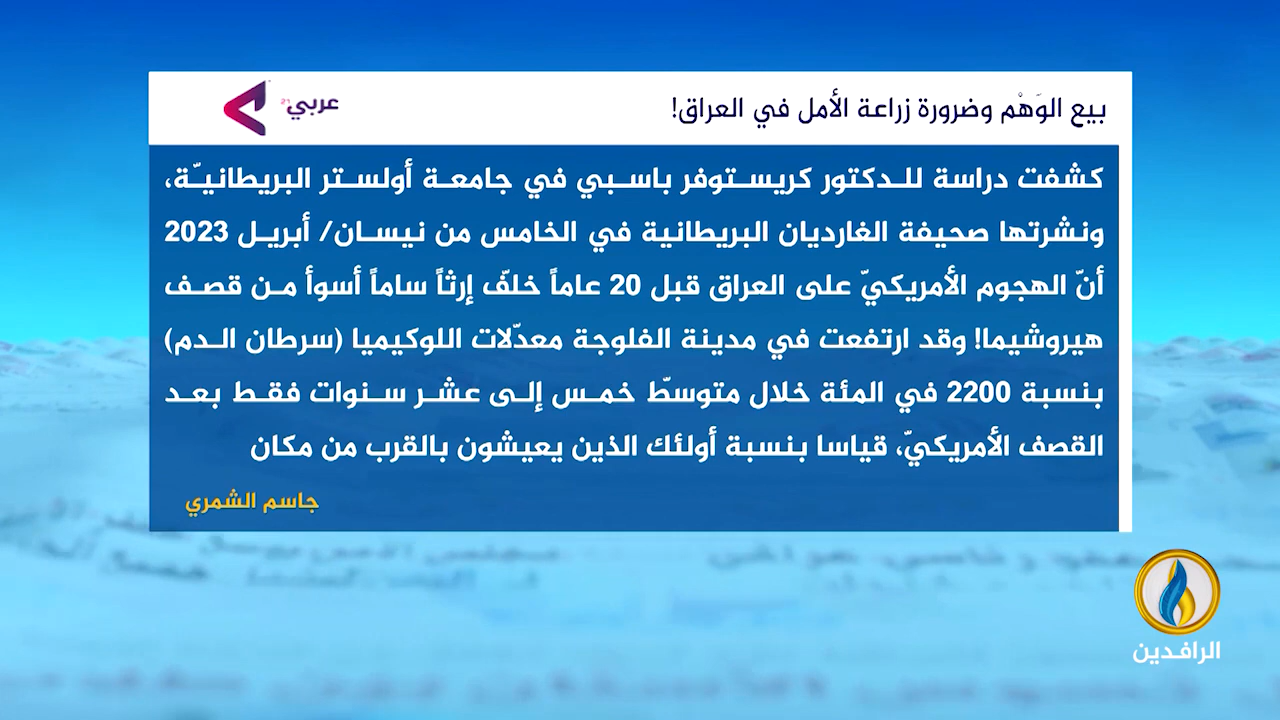 بيع الوَهْم وضرورة زراعة الأمل في العراق!
عربي21
كشفت دراسة للدكتور كريستوفر باسبي في جامعة أولستر البريطانيّة،
ونشرتها صحيفة الغارديان البريطانية في الخامس من نيسان/ أبريل 2023
أنّ الهجوم الأمريكيّ على العراق قبل 20 عاماً خلّف إرثاً ساماً أسوأ من قصف
هيروشيما! وقد ارتفعت في مدينة الفلوجة معدّلات اللوكيميا (سرطان الدم)
بنسبة 2200 في المئة خلال متوسطّ خمس إلى عشر سنوات فقط بعد
القصف الأمريكيّ، قياسا بنسبة أولئك الذين يعيشون بالقرب من مكان
جاسم الشمري
الرافدين